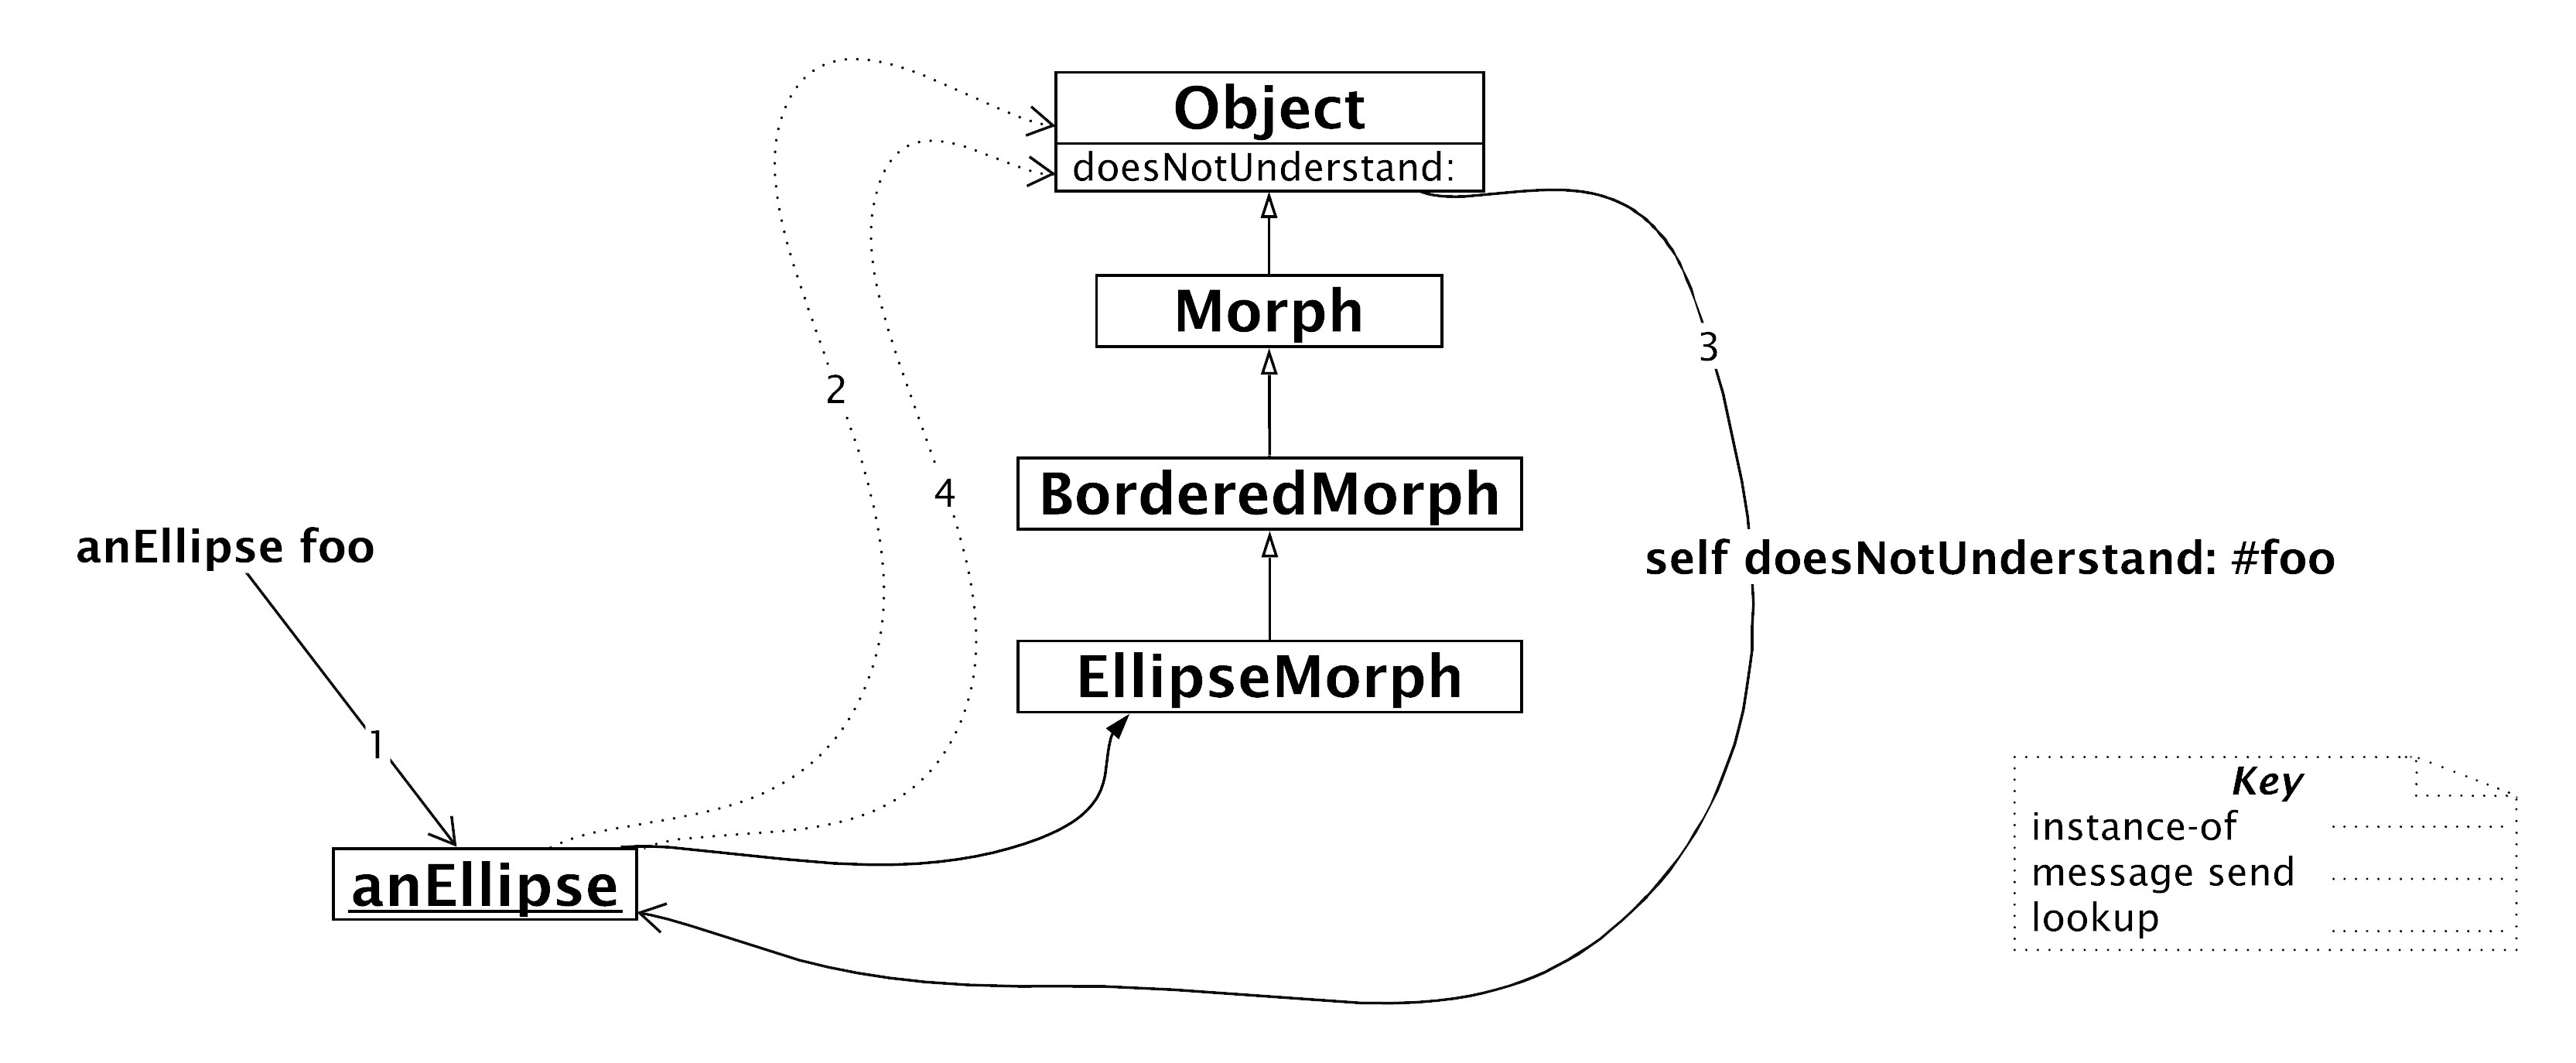 Object
doesNotUnderstand:
Morph
3
2
BorderedMorph
4
anEllipse foo
self doesNotUnderstand: #foo
EllipseMorph
1
anEllipse
Key
instance-of
message send
lookup